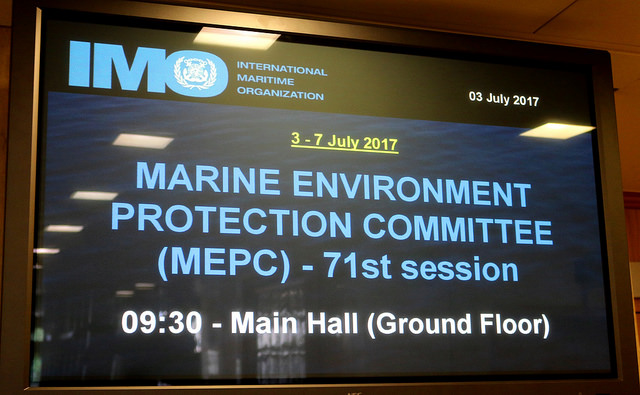 IMO
INTERNATIONAL
MARITIME
ORGANIZATION
03 July 2017
3 - 7 July 2017
MARINE ENVIRONMENT
PROTECTION COMMITTEE
(MEPC) - 71st session
09:30 - Main Hall (Ground Floor)